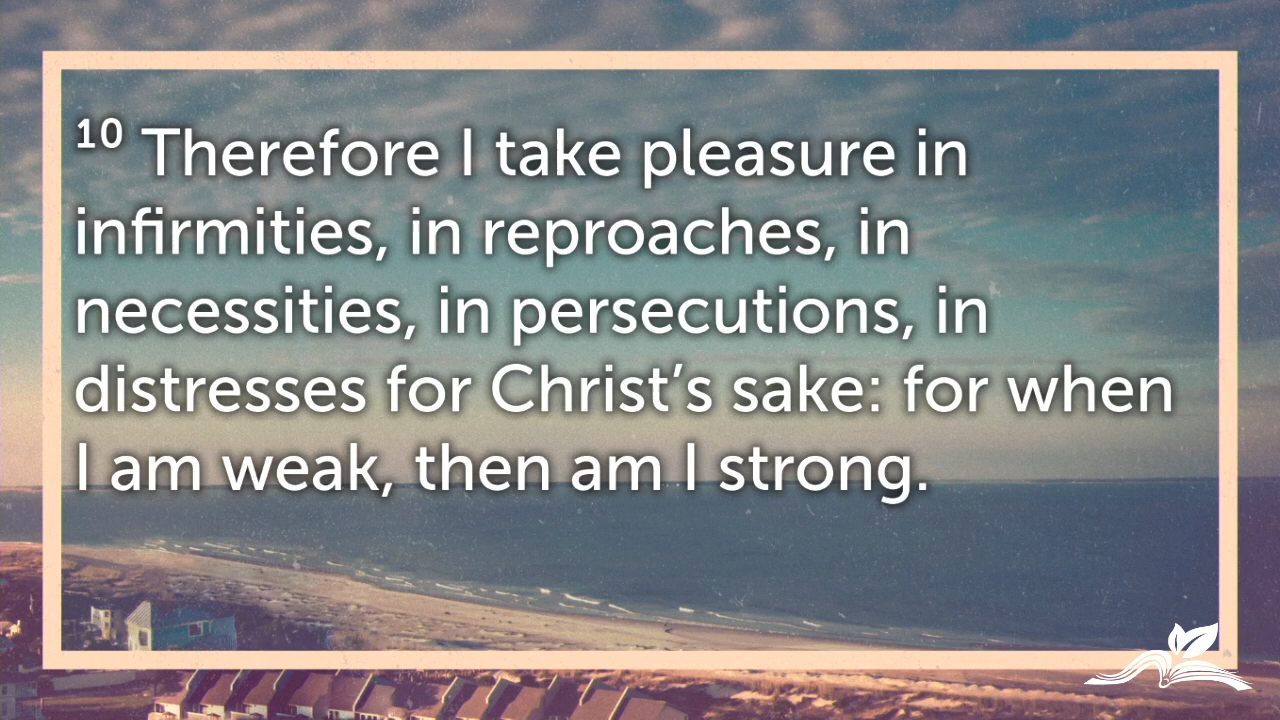 10 Therefore I take pleasure in
infirmities, in reproaches, in
necessities, in persecutions, in
distresses for Christ’s sake: for when
I am weak, then am I strong.